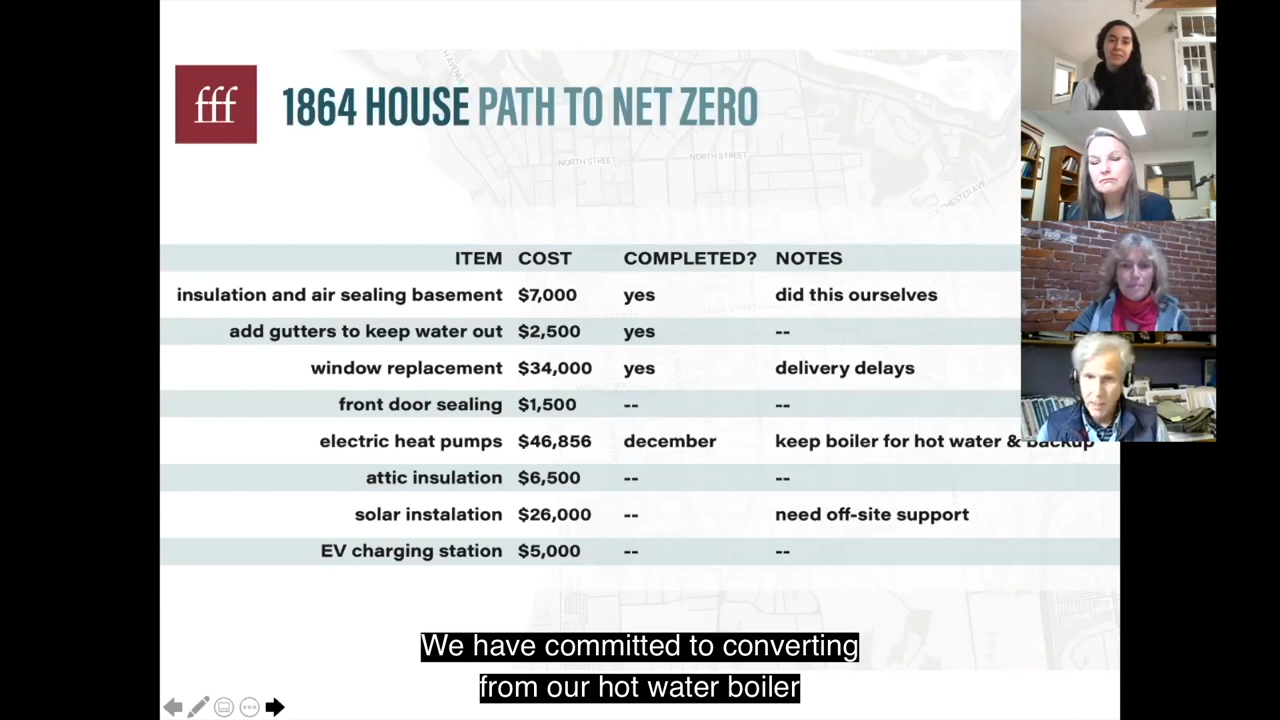 fff
1864 HOUSE PATH TO NET ZERO
NORTH STREET
NORTH STREET
ITEM COST COMPLETED? NOTES
insulation and air sealing basement $7,000 yes did this ourselves
add gutters to keep water out $2,500 yes --
window replacement $34,000 yes delivery delays
front door sealing $1,500 -- --
electric heat pumps $46,856 december keep boiler for hot water & backup
attic insulation $6,500 -- --
solar instalation $26,000 -- need off-site support
EV charging station $5,000 -- --
We have committed to converting
from our hot water boiler